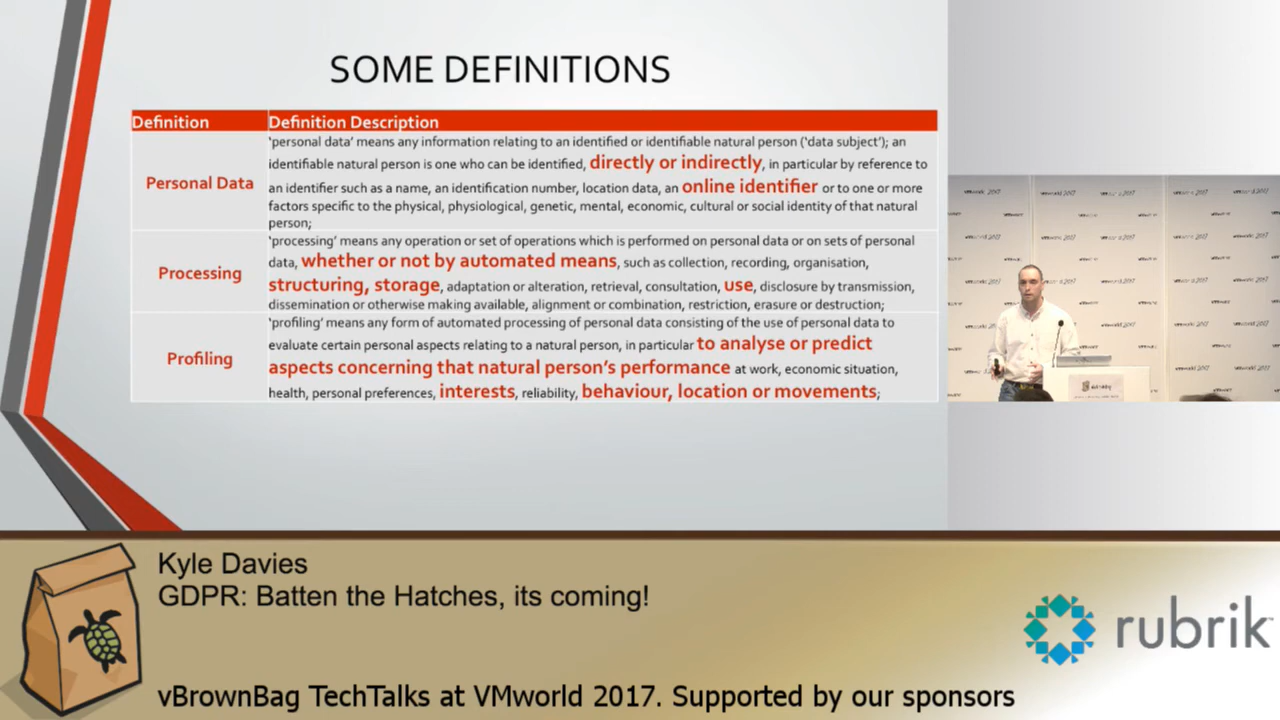 SOME DEFINITIONS
Definition
Definition Description
Personal Data
‘personal data’ means any information relating to an identified or identifiable natural person (‘data subject’); an
identifiable natural person is one who can be identified, directly or indirectly, in particular by reference to
an identifier such as a name, an identification number, location data, an online identifier or to one or more
factors specific to the physical, physiological, genetic, mental, economic, cultural or social identity of that natural
person;
Processing
‘processing’ means any operation or set of operations which is performed on personal data or on sets of personal
data, whether or not by automated means, such as collection, recording, organisation,
structuring, storage, adaptation or alteration, retrieval, consultation, use, disclosure by transmission,
dissemination or otherwise making available, alignment or combination, restriction, erasure or destruction;
Profiling
‘profiling’ means any form of automated processing of personal data consisting of the use of personal data to
evaluate certain personal aspects relating to a natural person, in particular to analyse or predict
aspects concerning that natural person’s performance at work, economic situation,
health, personal preferences, interests, reliability, behaviour, location or movements;
Kyle Davies
GDPR: Batten the Hatches, its coming!
rubrik
vBrownBag TechTalks at VMworld 2017. Supported by our sponsors